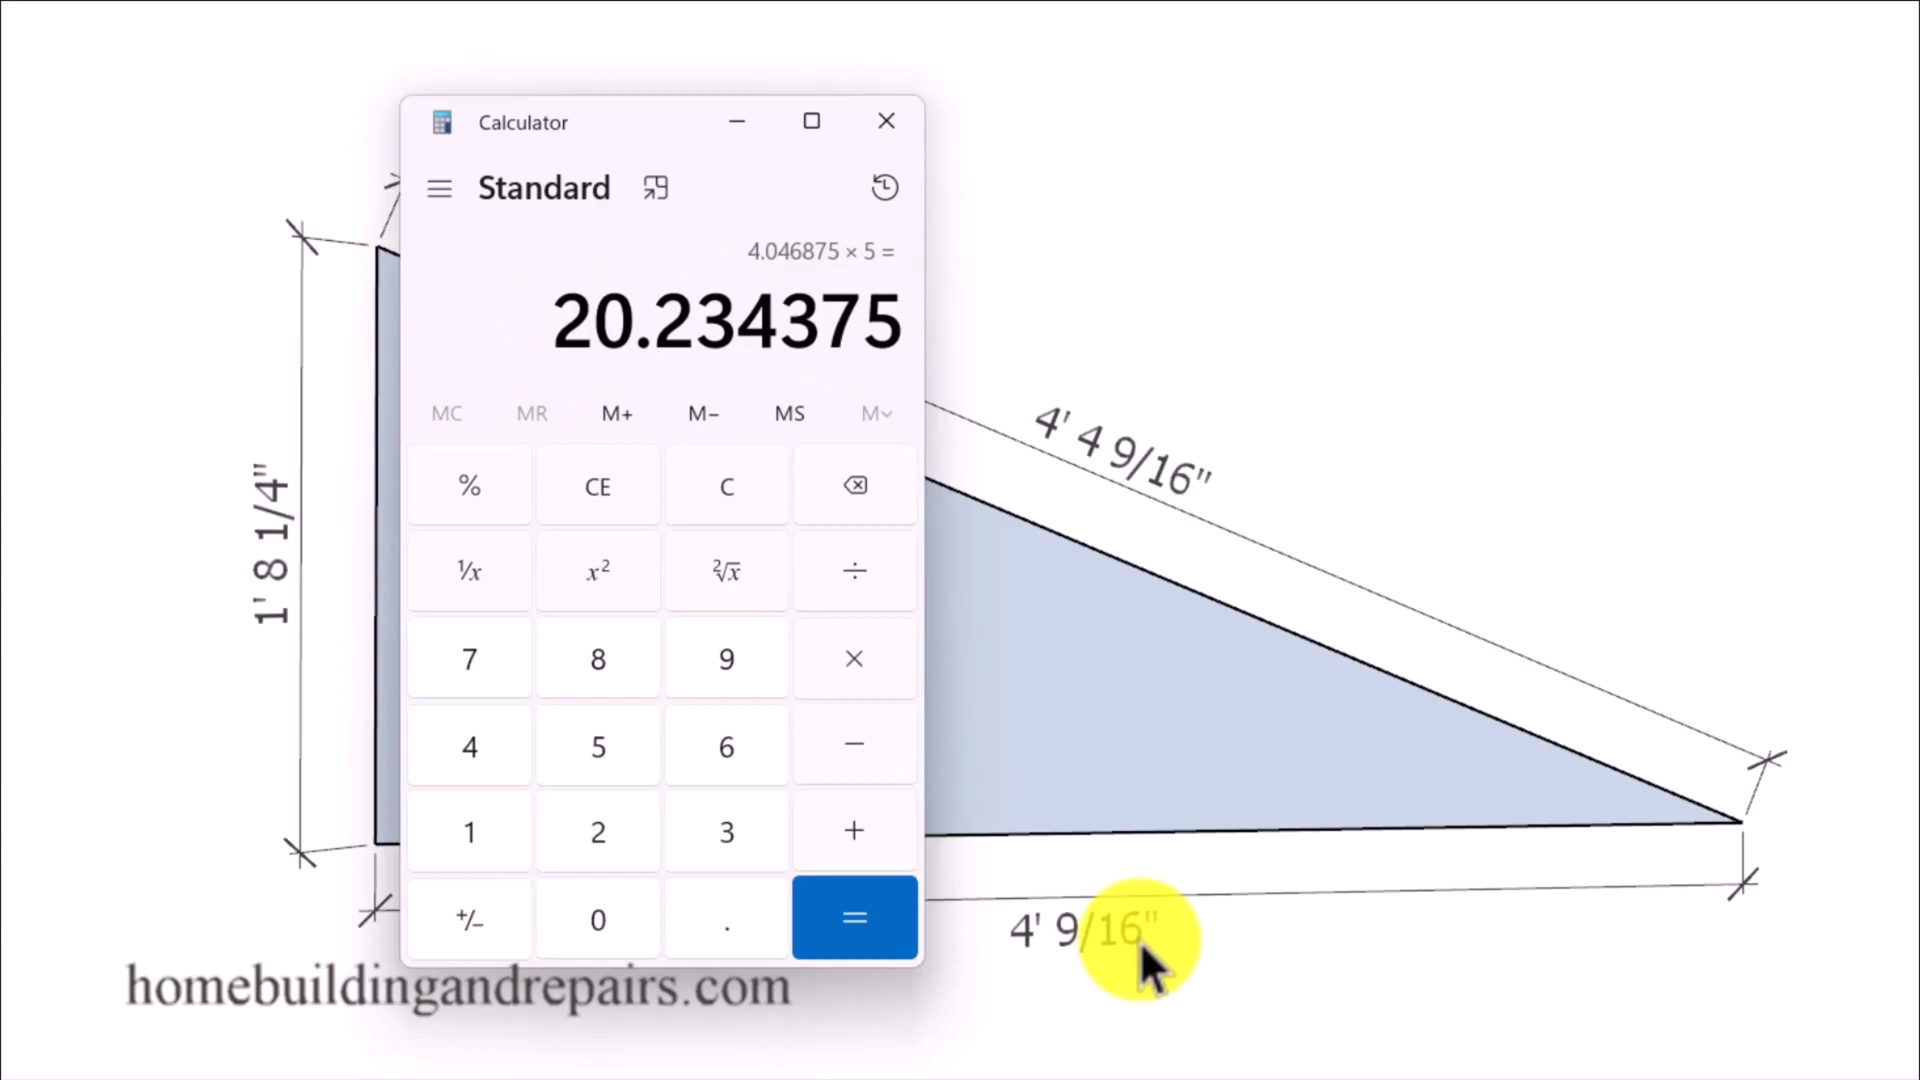 Calculator
Standard
4.046875 × 5 =
20.234375
MC MR M+ M− MS M
% CE C
¹/x x² ²√x ÷
7 8 9 ×
4 5 6 −
1 2 3 +
+/− 0 . =
1' 8 1/4"
4' 4 9/16"
4' 9/16"
homebuildingandrepairs.com